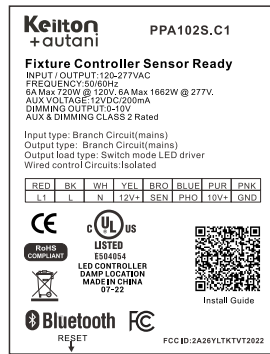 Keilton
+autani
PPA102S.C1
Fixture Controller Sensor Ready
INPUT / OUTPUT:120-277VAC
FREQUENCY:50/60Hz
6A Max 720W @ 120V. 6A Max 1662W @ 277V.
AUX VOLTAGE:12VDC/200mA
DIMMING OUTPUT:0-10V
AUX & DIMMING CLASS 2 Rated
Input type: Branch Circuit(mains)
Output type: Branch Circuit(mains)
Output load type: Switch mode LED driver
Wired control Circuits:Isolated
RED BK WH YEL BRO BLUE PUR PNK
L1 L N 12V+ SEN PHO 10V+ GND
CE
c UL us
LISTED
RoHS
COMPLIANT
E504054
LED CONTROLLER
DAMP LOCATION
MADE IN CHINA
07-22
Install Guide
Bluetooth FC
RESET
FCC ID:2A26YLTKTVT2022